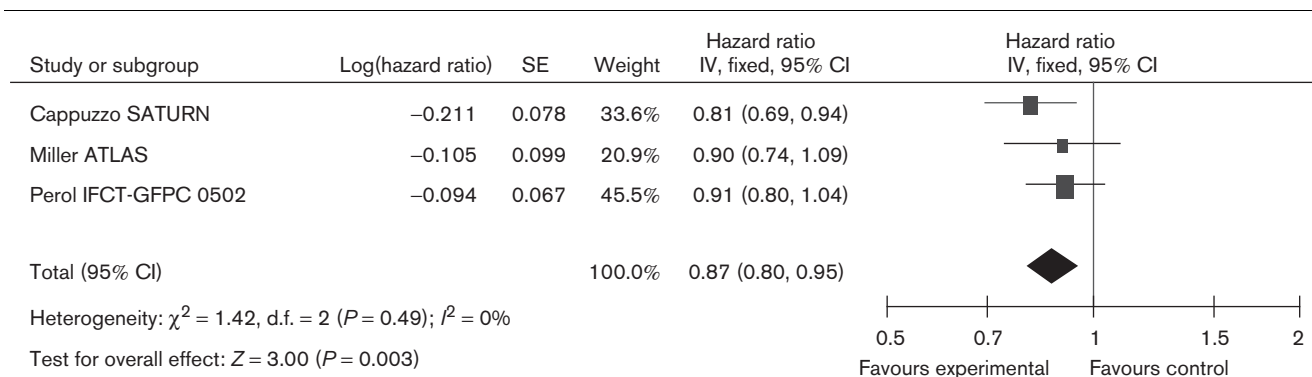 Hazard ratio Hazard ratio
Study or subgroup Log(hazard ratio) SE Weight IV, fixed, 95% CI IV, fixed, 95% CI
Cappuzzo SATURN −0.211 0.078 33.6% 0.81 (0.69, 0.94)
Miller ATLAS −0.105 0.099 20.9% 0.90 (0.74, 1.09)
Perol IFCT-GFPC 0502 −0.094 0.067 45.5% 0.91 (0.80, 1.04)
Total (95% CI) 100.0% 0.87 (0.80, 0.95)
Heterogeneity: χ² = 1.42, d.f. = 2 (P = 0.49); I² = 0%
Test for overall effect: Z = 3.00 (P = 0.003)
0.5 0.7 1 1.5 2
Favours experimental Favours control